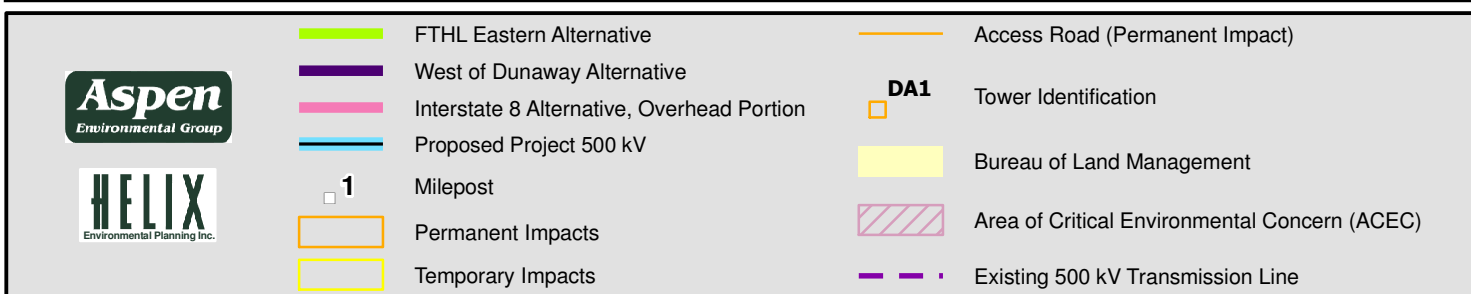 Aspen
Environmental Group
HELIX
Environmental Planning Inc.
FTHL Eastern Alternative
West of Dunaway Alternative
Interstate 8 Alternative, Overhead Portion
Proposed Project 500 kV
1 Milepost
Permanent Impacts
Temporary Impacts
Access Road (Permanent Impact)
DA1 Tower Identification
Bureau of Land Management
Area of Critical Environmental Concern (ACEC)
Existing 500 kV Transmission Line